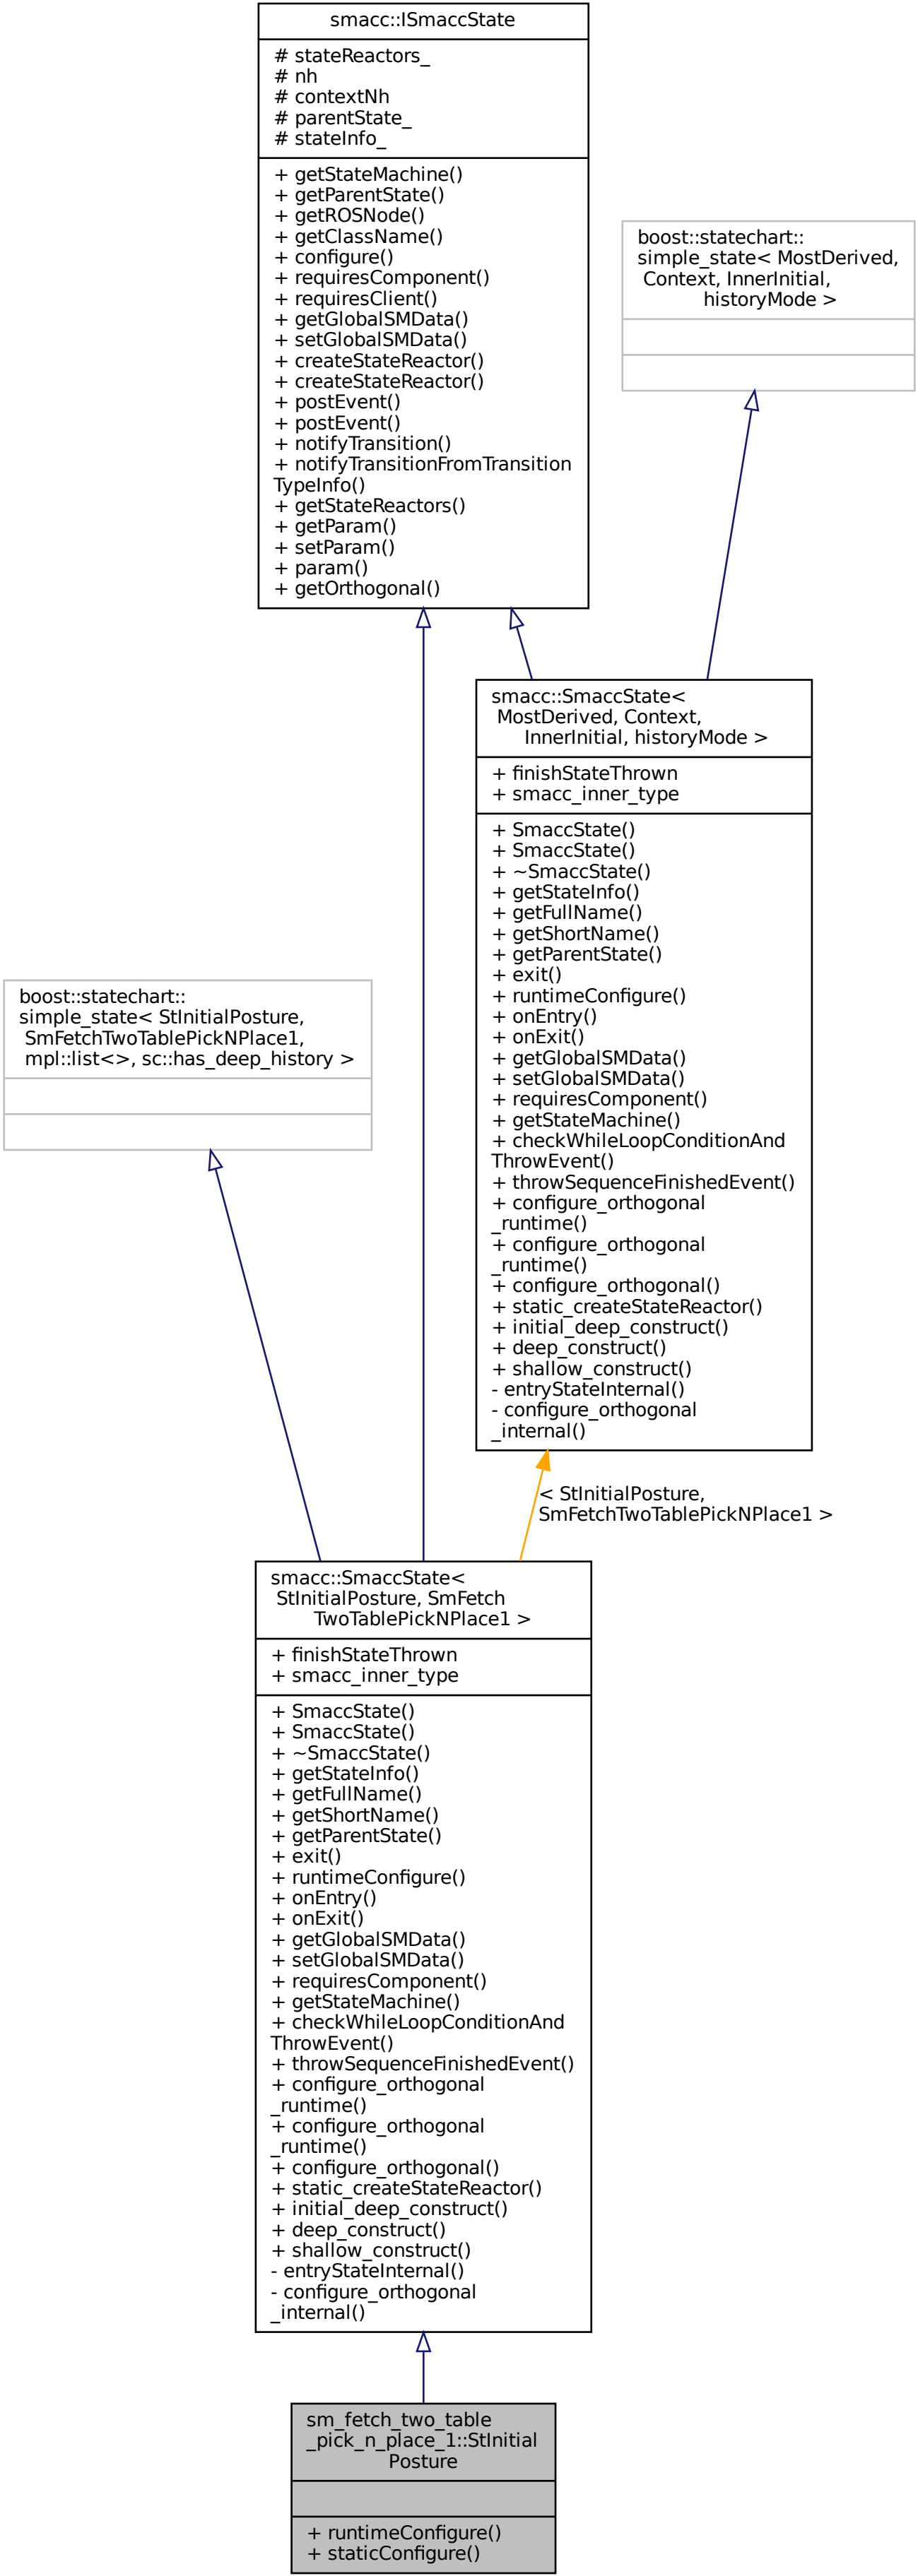 smacc::ISmaccState
# stateReactors_
# nh
# contextNh
# parentState_
# stateInfo_
+ getStateMachine()
+ getParentState()
+ getROSNode()
+ getClassName()
+ configure()
+ requiresComponent()
+ requiresClient()
+ getGlobalSMData()
+ setGlobalSMData()
+ createStateReactor()
+ createStateReactor()
+ postEvent()
+ postEvent()
+ notifyTransition()
+ notifyTransitionFromTransition
TypeInfo()
+ getStateReactors()
+ getParam()
+ setParam()
+ param()
+ getOrthogonal()
boost::statechart::
simple_state< MostDerived,
Context, InnerInitial,
historyMode >
smacc::SmaccState<
MostDerived, Context,
InnerInitial, historyMode >
+ finishStateThrown
+ smacc_inner_type
+ SmaccState()
+ SmaccState()
+ ~SmaccState()
+ getStateInfo()
+ getFullName()
+ getShortName()
+ getParentState()
+ exit()
+ runtimeConfigure()
+ onEntry()
+ onExit()
+ getGlobalSMData()
+ setGlobalSMData()
+ requiresComponent()
+ getStateMachine()
+ checkWhileLoopConditionAnd
ThrowEvent()
+ throwSequenceFinishedEvent()
+ configure_orthogonal
_runtime()
+ configure_orthogonal
_runtime()
+ configure_orthogonal()
+ static_createStateReactor()
+ initial_deep_construct()
+ deep_construct()
+ shallow_construct()
- entryStateInternal()
- configure_orthogonal
_internal()
boost::statechart::
simple_state< StInitialPosture,
SmFetchTwoTablePickNPlace1,
mpl::list<>, sc::has_deep_history >
< StInitialPosture,
SmFetchTwoTablePickNPlace1 >
smacc::SmaccState<
StInitialPosture, SmFetch
TwoTablePickNPlace1 >
+ finishStateThrown
+ smacc_inner_type
+ SmaccState()
+ SmaccState()
+ ~SmaccState()
+ getStateInfo()
+ getFullName()
+ getShortName()
+ getParentState()
+ exit()
+ runtimeConfigure()
+ onEntry()
+ onExit()
+ getGlobalSMData()
+ setGlobalSMData()
+ requiresComponent()
+ getStateMachine()
+ checkWhileLoopConditionAnd
ThrowEvent()
+ throwSequenceFinishedEvent()
+ configure_orthogonal
_runtime()
+ configure_orthogonal
_runtime()
+ configure_orthogonal()
+ static_createStateReactor()
+ initial_deep_construct()
+ deep_construct()
+ shallow_construct()
- entryStateInternal()
- configure_orthogonal
_internal()
sm_fetch_two_table
_pick_n_place_1::StInitial
Posture
+ runtimeConfigure()
+ staticConfigure()